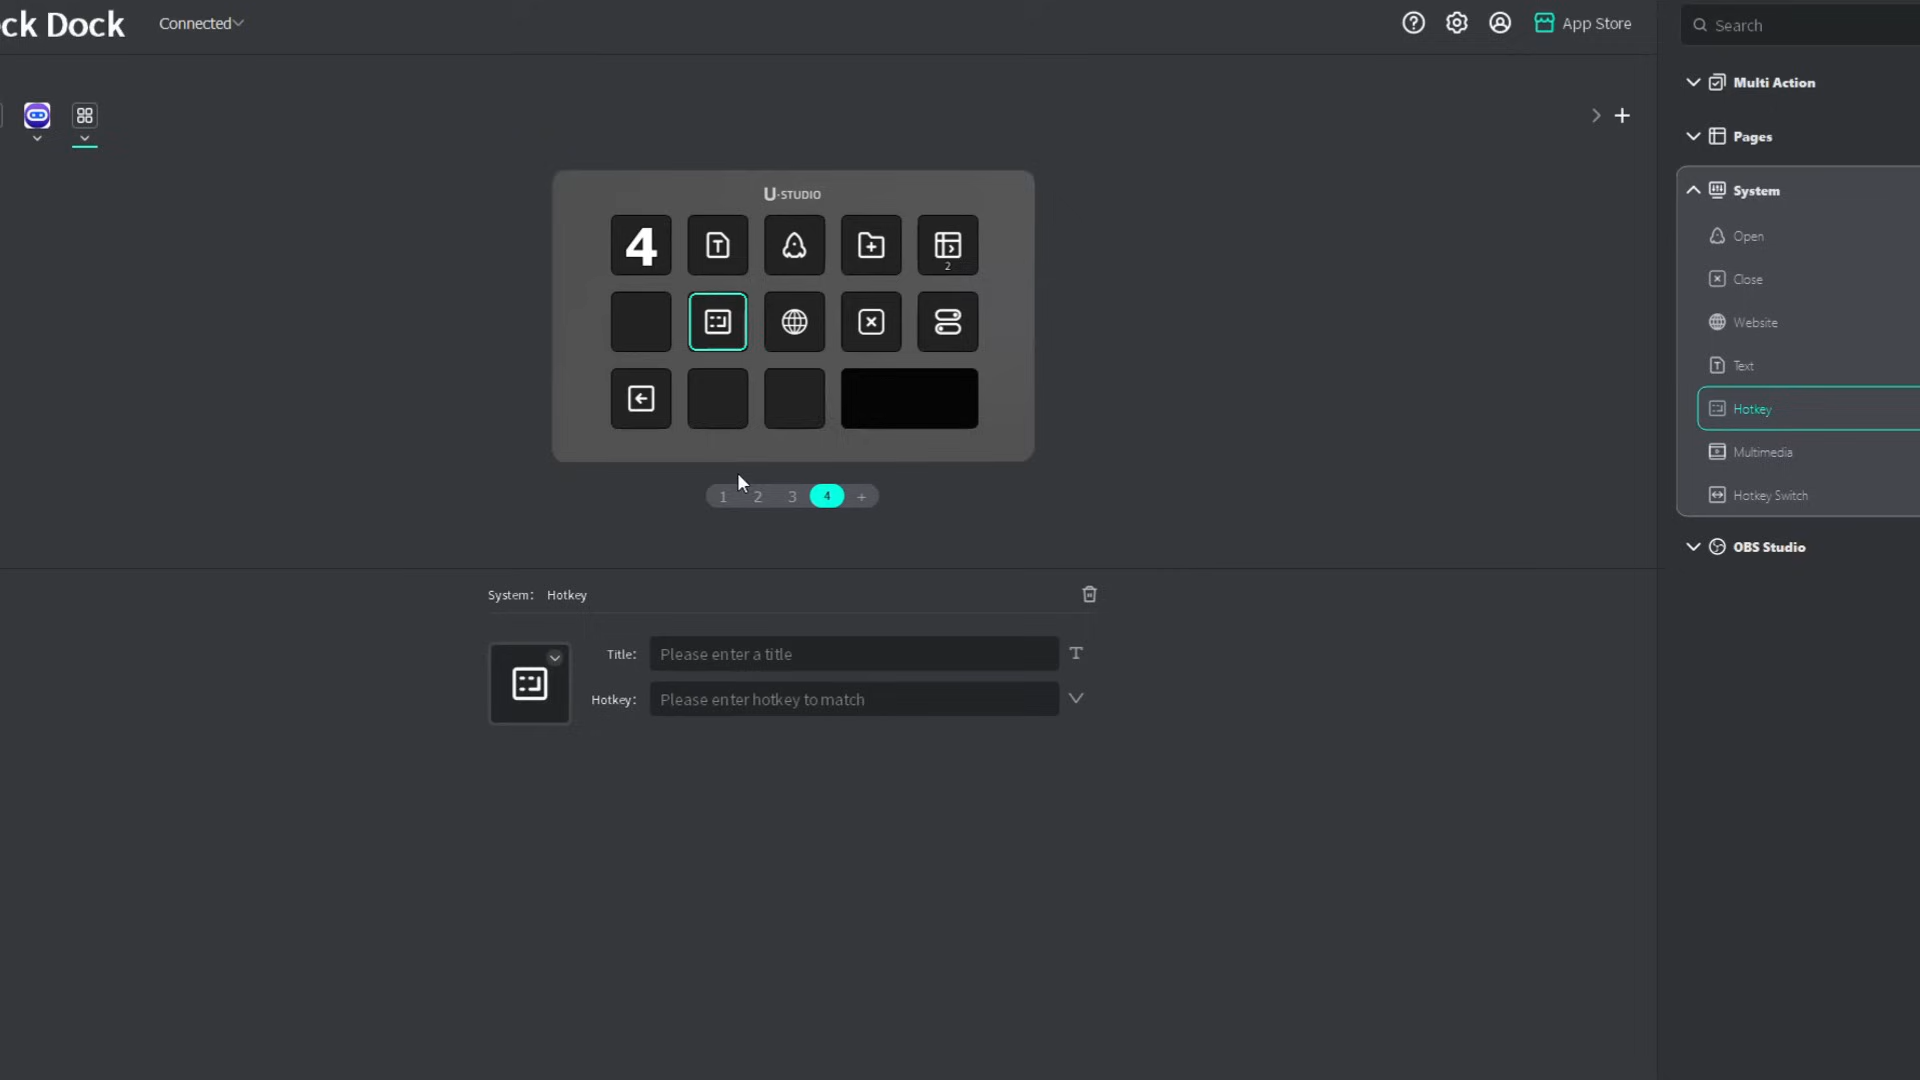 ck Dock
Connected
App Store
Search
Multi Action
Pages
System
Open
Close
Website
Text
Hotkey
Multimedia
Hotkey Switch
OBS Studio
U-STUDIO
4
T
2
1 2 3 4 +
System: Hotkey
Title: Please enter a title T
Hotkey: Please enter hotkey to match